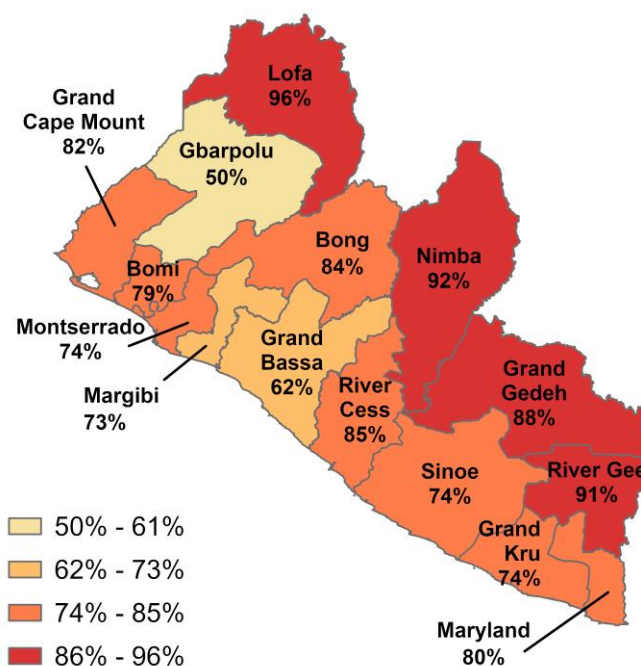 Lofa
96%
Grand
Cape Mount
82%
Gbarpolu
50%
Bong
84%
Nimba
92%
Bomi
79%
Montserrado
74%
Margibi
73%
Grand
Bassa
62%
River
Cess
85%
Grand
Gedeh
88%
Sinoe
74%
River Gee
91%
Grand
Kru
74%
Maryland
80%
50% - 61%
62% - 73%
74% - 85%
86% - 96%